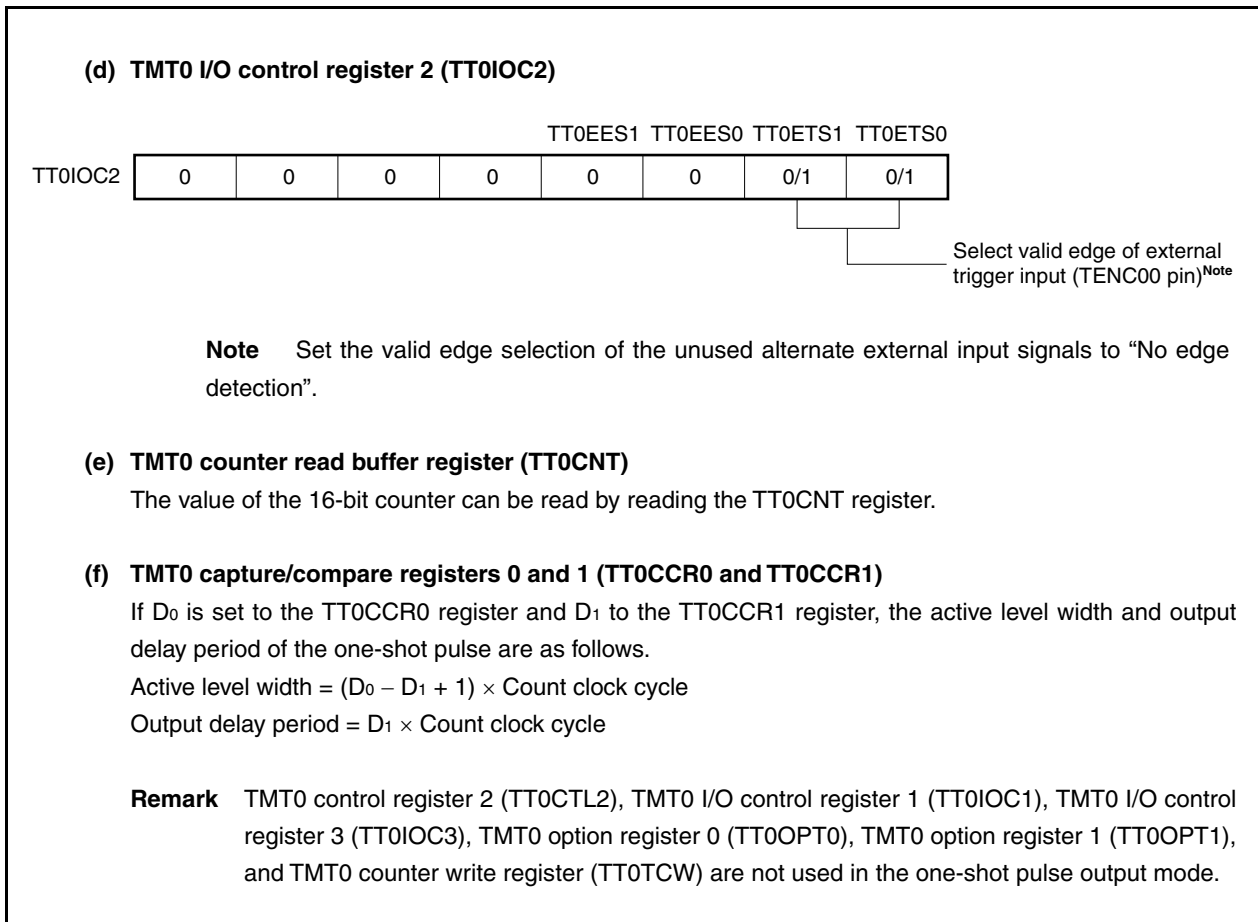 (d) TMT0 I/O control register 2 (TT0IOC2)
TT0EES1 TT0EES0 TT0ETS1 TT0ETS0
TT0IOC2 0 0 0 0 0 0 0/1 0/1
Select valid edge of external
trigger input (TENC00 pin)Note
Note Set the valid edge selection of the unused alternate external input signals to “No edge
detection”.
(e) TMT0 counter read buffer register (TT0CNT)
The value of the 16-bit counter can be read by reading the TT0CNT register.
(f) TMT0 capture/compare registers 0 and 1 (TT0CCR0 and TT0CCR1)
If D0 is set to the TT0CCR0 register and D1 to the TT0CCR1 register, the active level width and output
delay period of the one-shot pulse are as follows.
Active level width = (D0 − D1 + 1) × Count clock cycle
Output delay period = D1 × Count clock cycle
Remark TMT0 control register 2 (TT0CTL2), TMT0 I/O control register 1 (TT0IOC1), TMT0 I/O control
register 3 (TT0IOC3), TMT0 option register 0 (TT0OPT0), TMT0 option register 1 (TT0OPT1),
and TMT0 counter write register (TT0TCW) are not used in the one-shot pulse output mode.